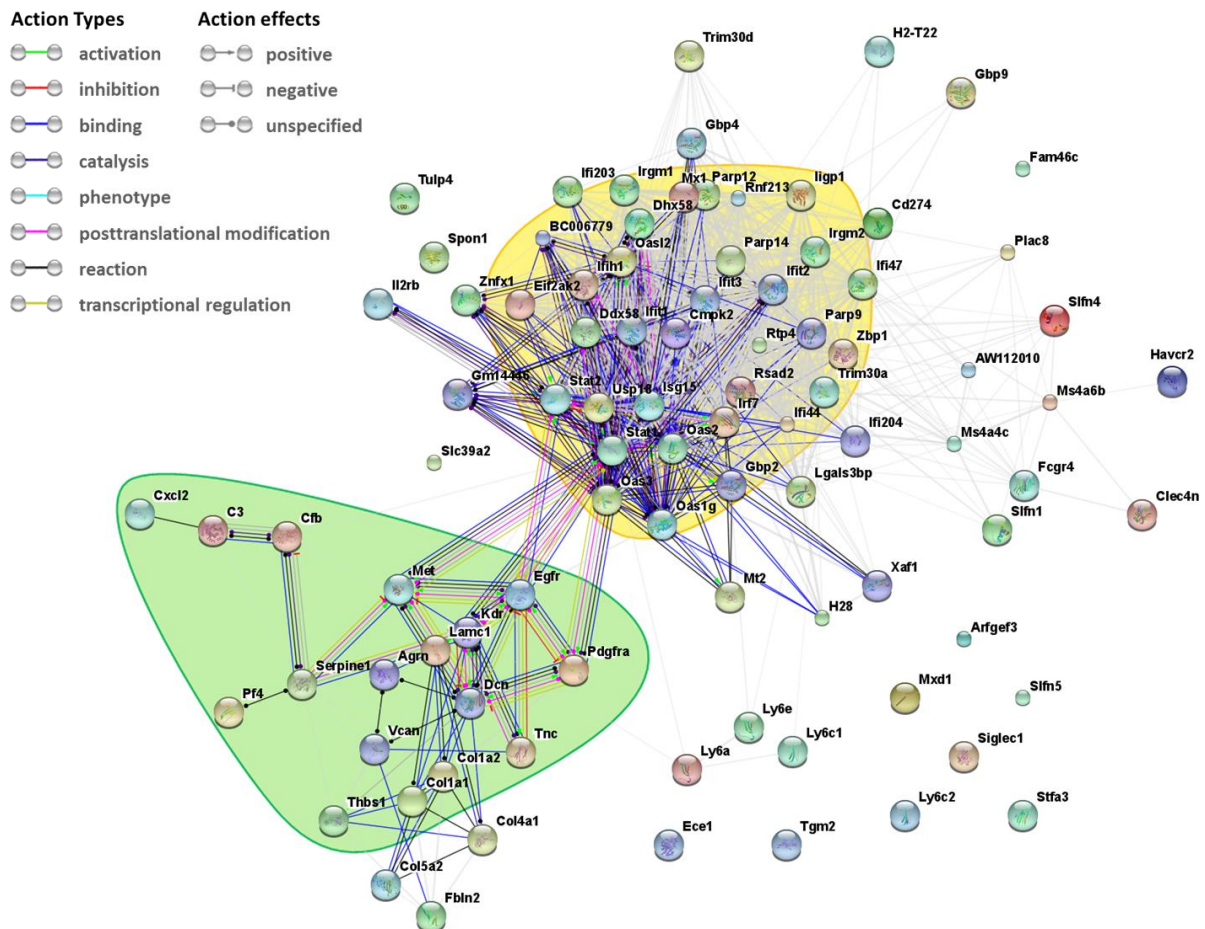 Action Types Action effects
activation positive
inhibition negative
binding unspecified
catalysis
phenotype
posttranslational modification
reaction
transcriptional regulation
Trim30d
H2-T22
Gbp9
Gbp4
Fam46c
Tulp4
Ifi203
Irgm1
Mx1
Parp12
Rnf213
Iigp1
Cd274
Dhx58
BC006779
Oasl2
Parp14
Irgm2
Plac8
Spon1
Ifih1
Ifit2
Ifi47
Il2rb
Znfx1
Eif2ak2
Ifit3
Slfn4
Ddx58
Ifit1
Cmpk2
Parp9
Rtp4
Zbp1
AW112010
Havcr2
Gm14446
Stat2
Usp18
Isg15
Rsad2
Trim30a
Ms4a6b
Irf7
Ifi44
Ifi204
Ms4a4c
Stat1
Oas2
Slc39a2
Gbp2
Lgals3bp
Fcgr4
Oas3
Slfn1
Clec4n
Cxcl2
C3
Cfb
Oas1g
Met
Egfr
Mt2
Xaf1
H28
Kdr
Lamc1
Arfgef3
Serpine1
Agrn
Pdgfra
Pf4
Dcn
Mxd1
Slfn5
Vcan
Tnc
Ly6e
Ly6c1
Siglec1
Col1a2
Ly6a
Col1a1
Thbs1
Ly6c2
Stfa3
Col4a1
Ece1
Tgm2
Col5a2
Fbln2